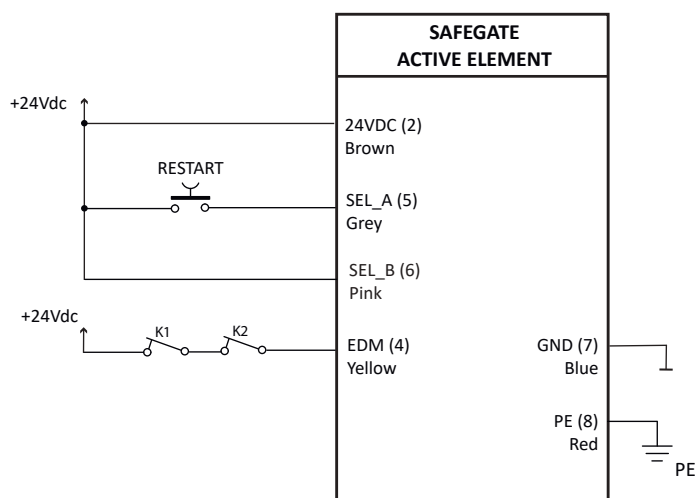 SAFEGATE
ACTIVE ELEMENT
+24Vdc
24VDC (2)
Brown
RESTART
SEL_A (5)
Grey
SEL_B (6)
Pink
+24Vdc
K1
K2
EDM (4)
Yellow
GND (7)
Blue
PE (8)
Red
PE